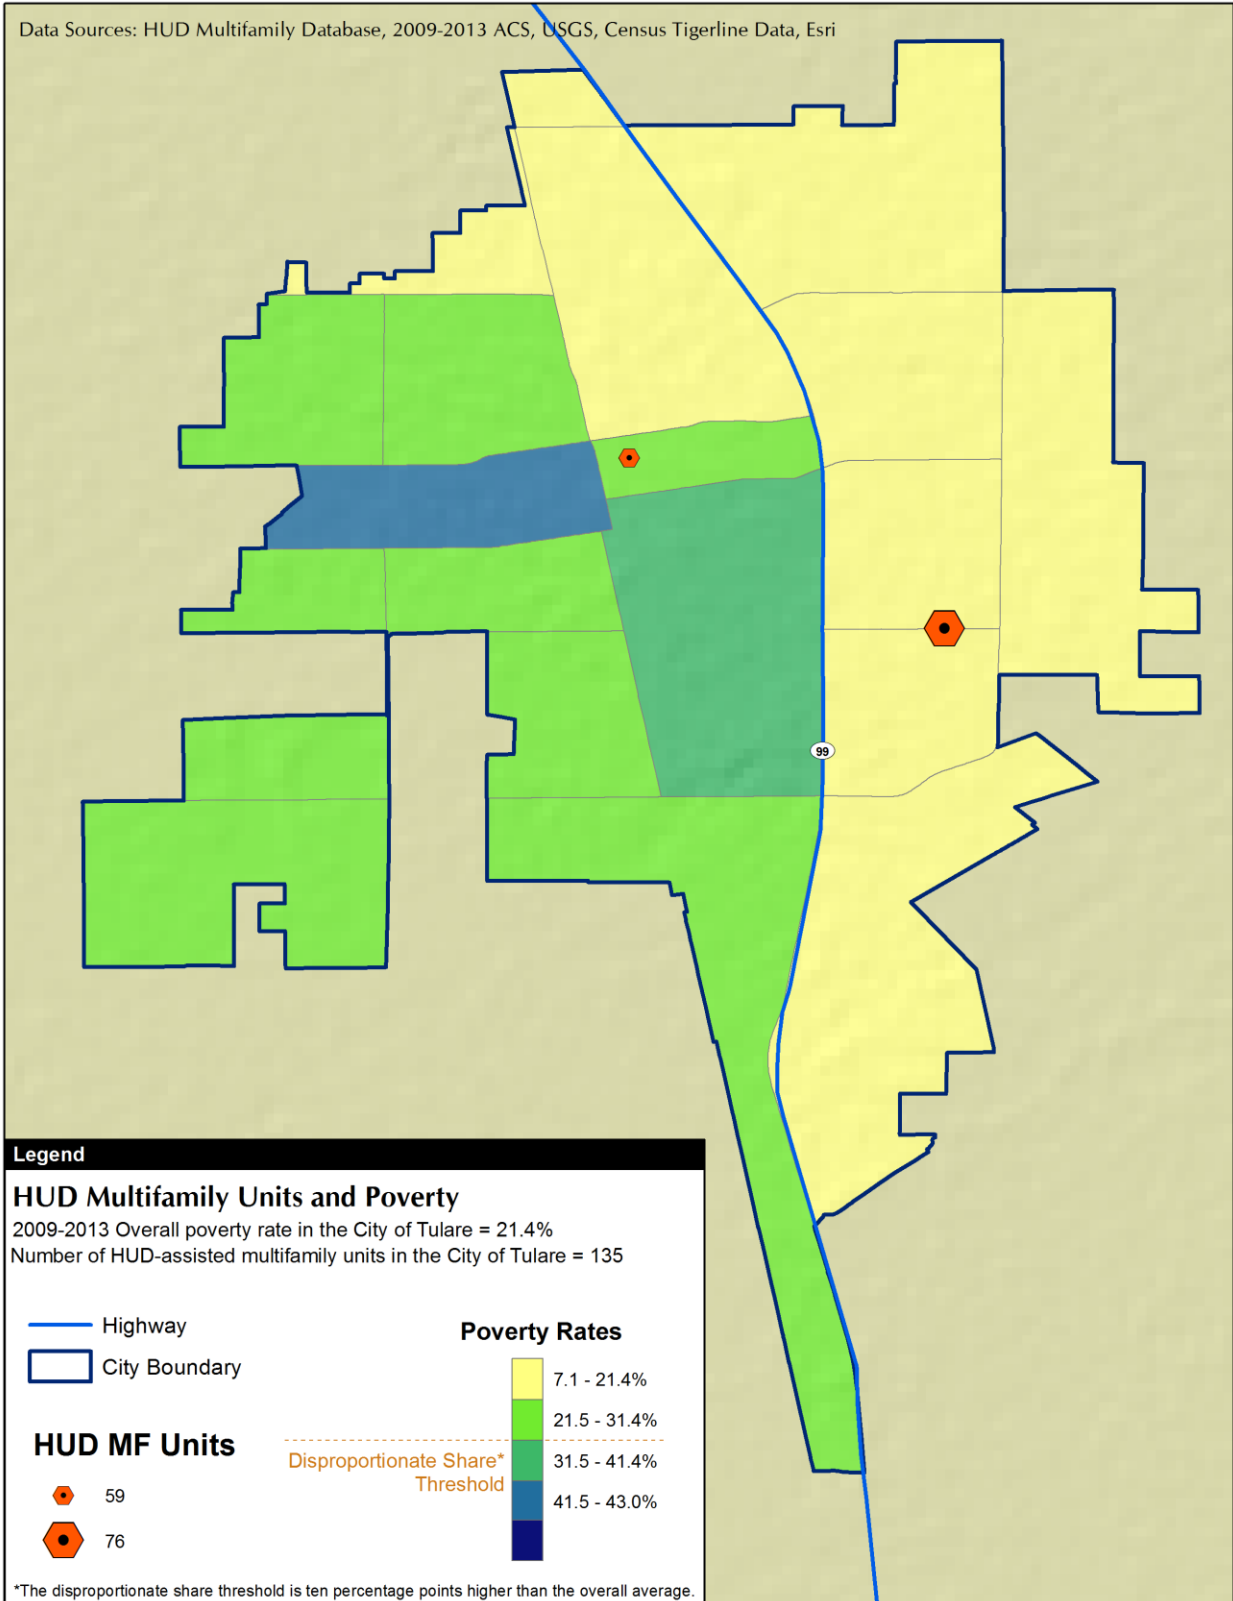 Data Sources: HUD Multifamily Database, 2009-2013 ACS, USGS, Census Tigerline Data, Esri
99
Legend
HUD Multifamily Units and Poverty
2009-2013 Overall poverty rate in the City of Tulare = 21.4%
Number of HUD-assisted multifamily units in the City of Tulare = 135
Highway
City Boundary
HUD MF Units
59
76
Poverty Rates
7.1 - 21.4%
21.5 - 31.4%
Disproportionate Share*
Threshold
31.5 - 41.4%
41.5 - 43.0%
*The disproportionate share threshold is ten percentage points higher than the overall average.